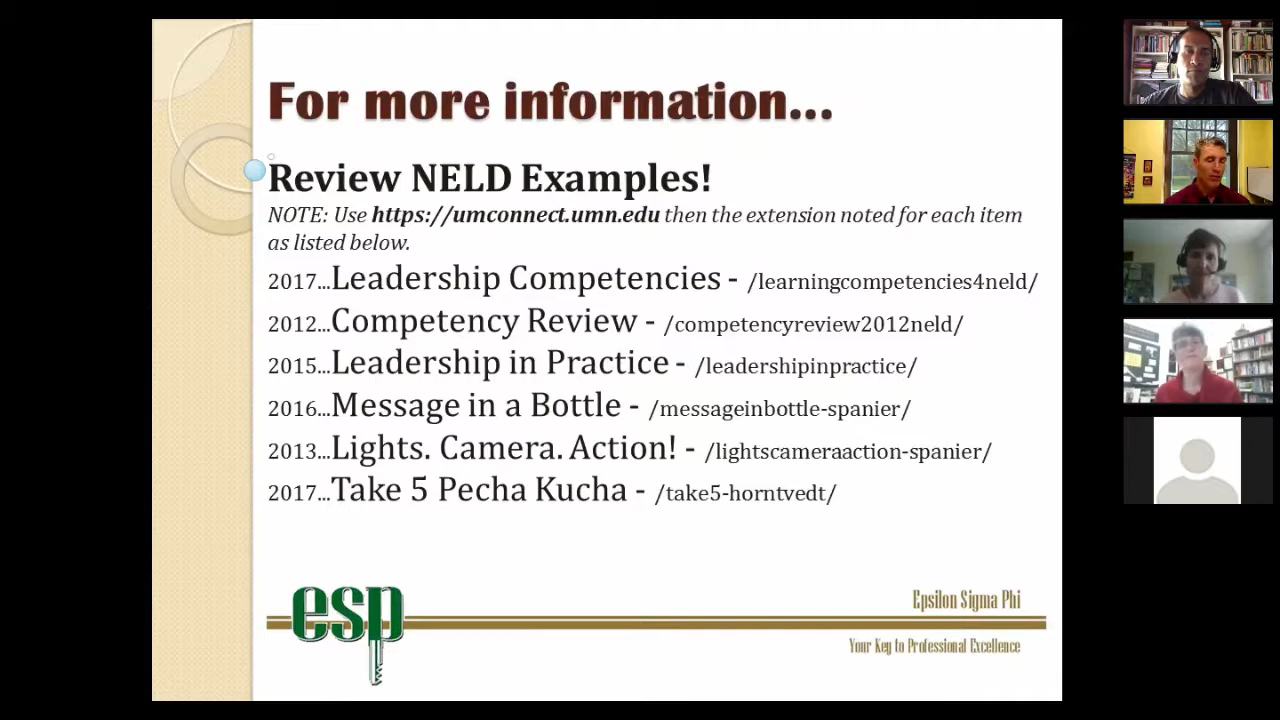 For more information...
Review NELD Examples!
NOTE: Use https://umconnect.umn.edu then the extension noted for each item
as listed below.
2017...Leadership Competencies - /learningcompetencies4neld/
2012...Competency Review - /competencyreview2012neld/
2015...Leadership in Practice - /leadershipinpractice/
2016...Message in a Bottle - /messageinbottle-spanier/
2013...Lights. Camera. Action! - /lightscameraaction-spanier/
2017...Take 5 Pecha Kucha - /take5-horntvedt/
esp
Epsilon Sigma Phi
Your Key to Professional Excellence